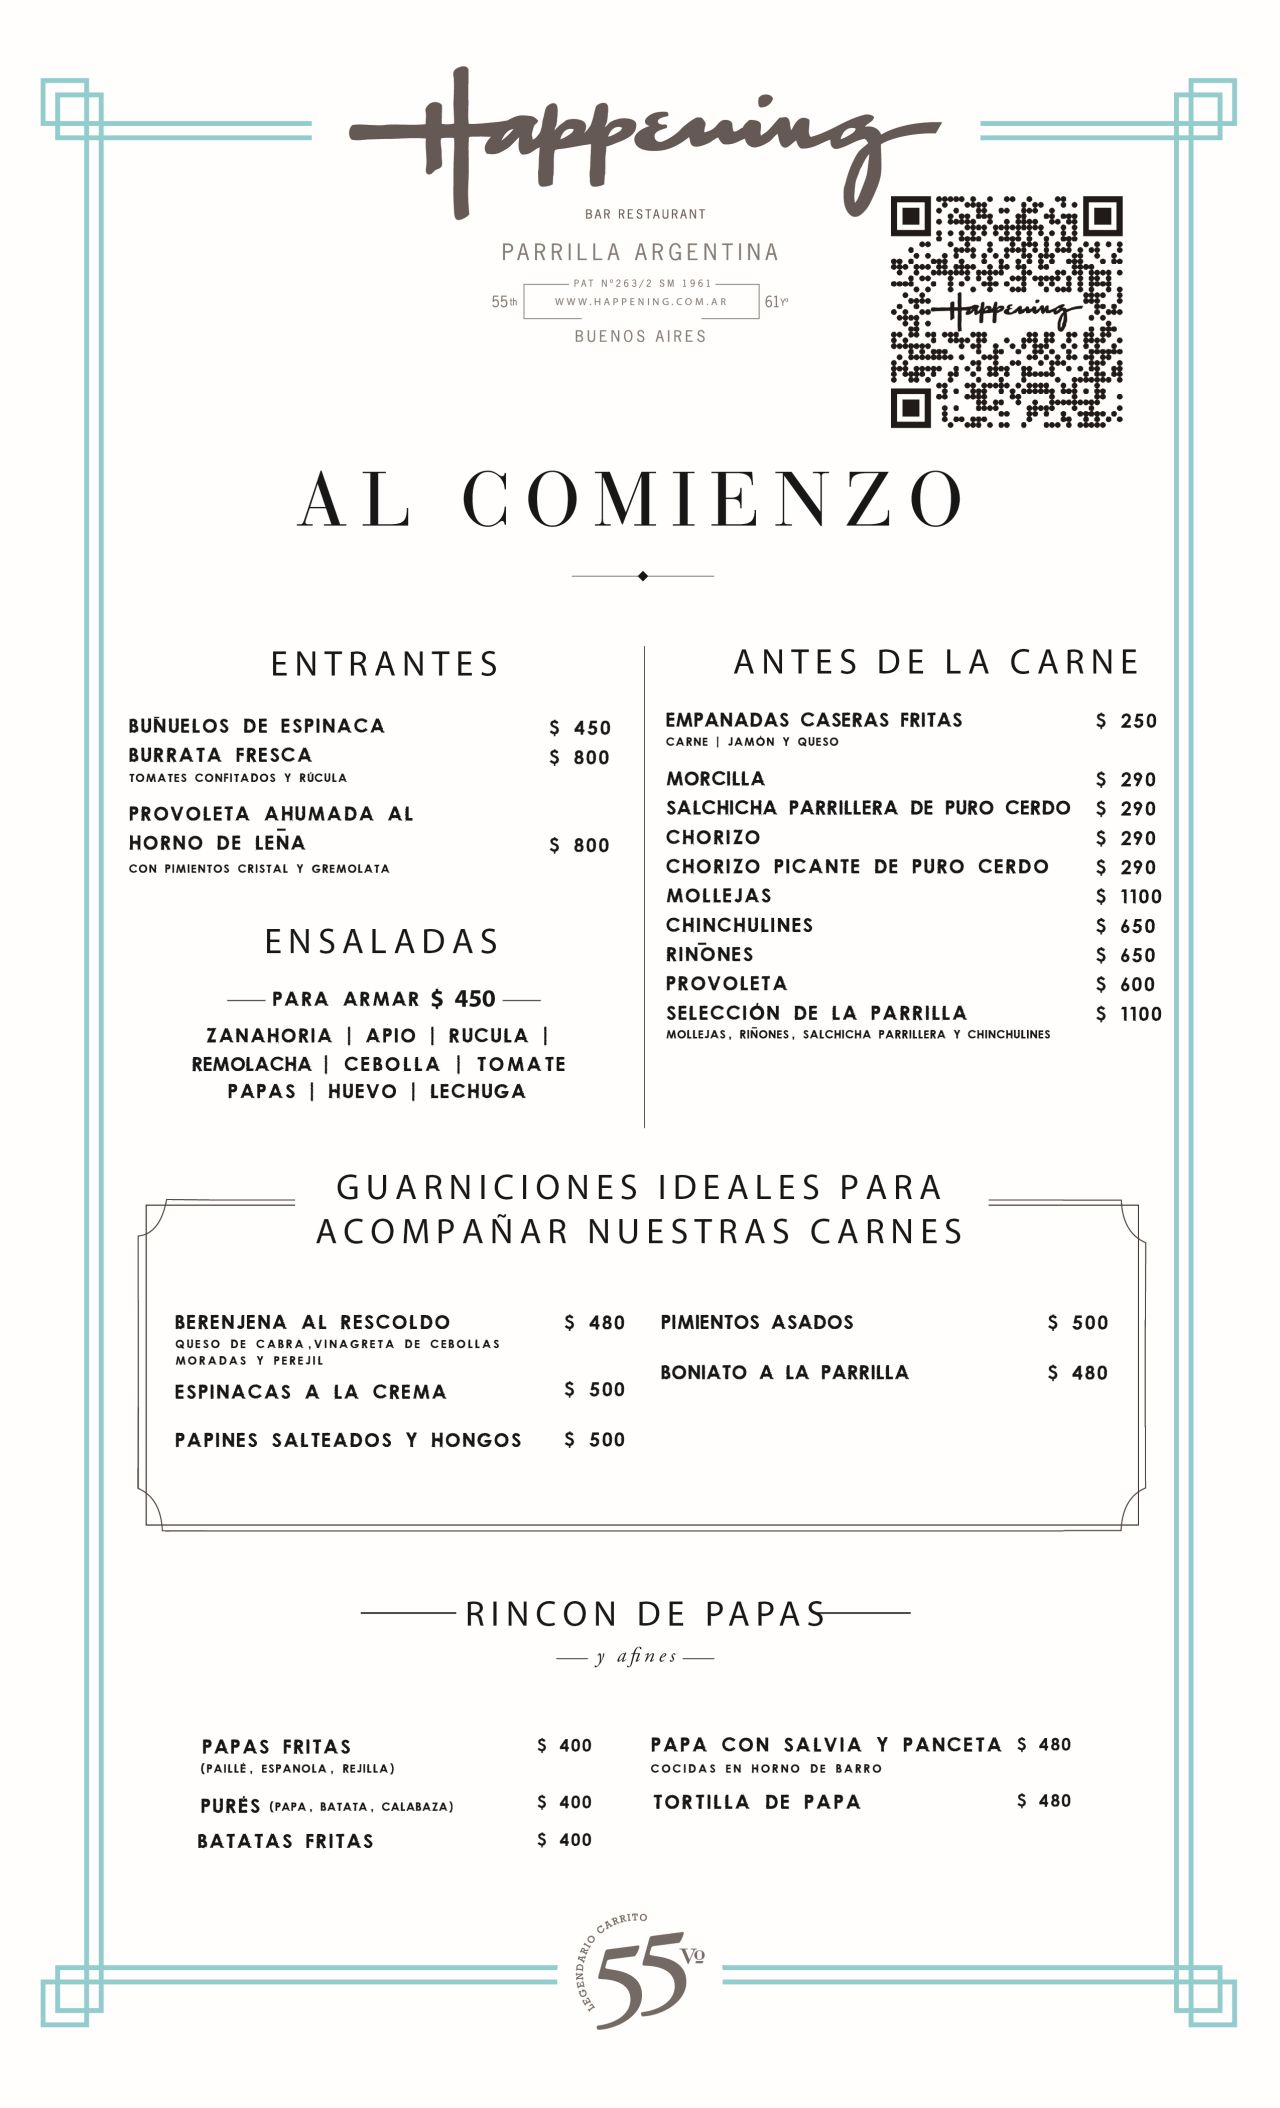 Happening
BAR RESTAURANT
PARRILLA ARGENTINA
PAT Nº263/2 SM 1961
55th WWW.HAPPENING.COM.AR 61Yº
BUENOS AIRES
Happening
AL COMIENZO
ENTRANTES
BUÑUELOS DE ESPINACA $ 450
BURRATA FRESCA $ 800
TOMATES CONFITADOS Y RÚCULA
PROVOLETA AHUMADA AL
HORNO DE LEÑA $ 800
CON PIMIENTOS CRISTAL Y GREMOLATA
ENSALADAS
PARA ARMAR $ 450
ZANAHORIA | APIO | RUCULA |
REMOLACHA | CEBOLLA | TOMATE
PAPAS | HUEVO | LECHUGA
ANTES DE LA CARNE
EMPANADAS CASERAS FRITAS $ 250
CARNE | JAMÓN Y QUESO
MORCILLA $ 290
SALCHICHA PARRILLERA DE PURO CERDO $ 290
CHORIZO $ 290
CHORIZO PICANTE DE PURO CERDO $ 290
MOLLEJAS $ 1100
CHINCHULINES $ 650
RIÑONES $ 650
PROVOLETA $ 600
SELECCIÓN DE LA PARRILLA $ 1100
MOLLEJAS, RIÑONES, SALCHICHA PARRILLERA Y CHINCHULINES
GUARNICIONES IDEALES PARA
ACOMPAÑAR NUESTRAS CARNES
BERENJENA AL RESCOLDO $ 480
QUESO DE CABRA,VINAGRETA DE CEBOLLAS
MORADAS Y PEREJIL
ESPINACAS A LA CREMA $ 500
PAPINES SALTEADOS Y HONGOS $ 500
PIMIENTOS ASADOS $ 500
BONIATO A LA PARRILLA $ 480
RINCON DE PAPAS
y afines
PAPAS FRITAS $ 400
(PAILLÉ, ESPANOLA, REJILLA)
PURÉS (PAPA, BATATA, CALABAZA) $ 400
BATATAS FRITAS $ 400
PAPA CON SALVIA Y PANCETA $ 480
COCIDAS EN HORNO DE BARRO
TORTILLA DE PAPA $ 480
LEGENDARIO CARRITO
55Vº